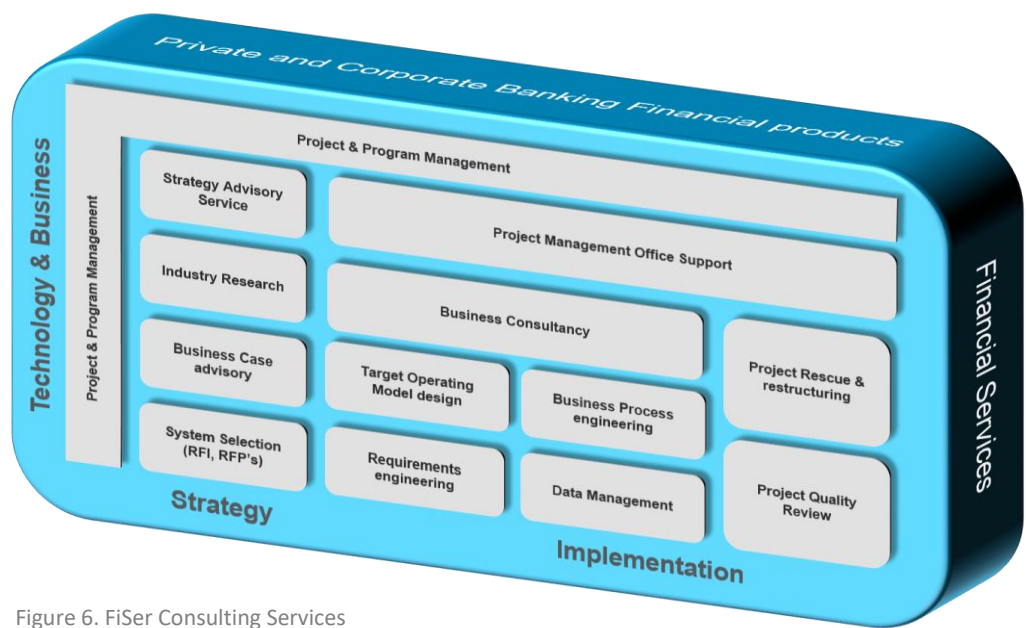 Private and Corporate Banking Financial products
Technology & Business
Financial Services
Project & Program Management
Project & Program Management
Strategy Advisory
Service
Industry Research
Business Case
advisory
System Selection
(RFI, RFP's)
Project Management Office Support
Business Consultancy
Target Operating
Model design
Business Process
engineering
Requirements
engineering
Data Management
Project Rescue &
restructuring
Project Quality
Review
Strategy
Implementation
Figure 6. FiSer Consulting Services